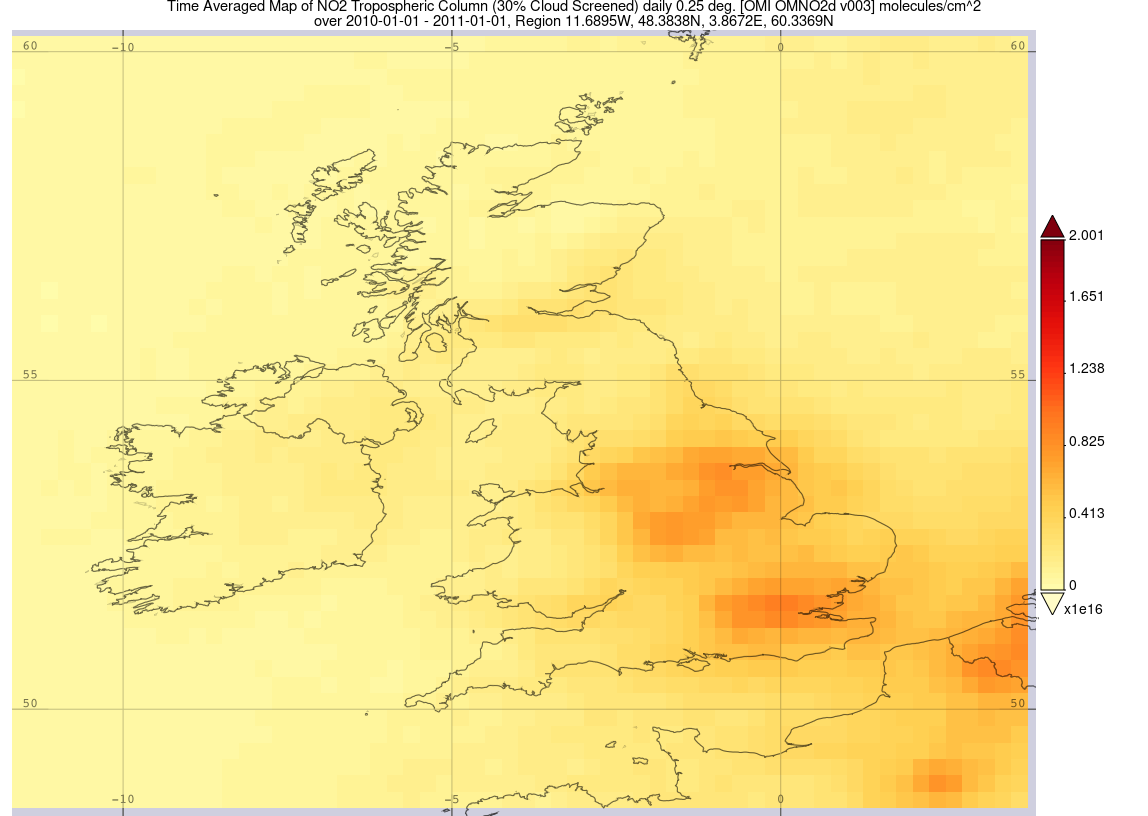 Time Averaged Map of NO2 Tropospheric Column (30% Cloud Screened) daily 0.25 deg. [OMI OMNO2d v003] molecules/cm^2
over 2010-01-01 - 2011-01-01, Region 11.6895W, 48.3838N, 3.8672E, 60.3369N
60 -10 -5 0 60
2.001
1.651
55 55
1.238
0.825
0.413
0
x1e16
50 50
-10 -5 0